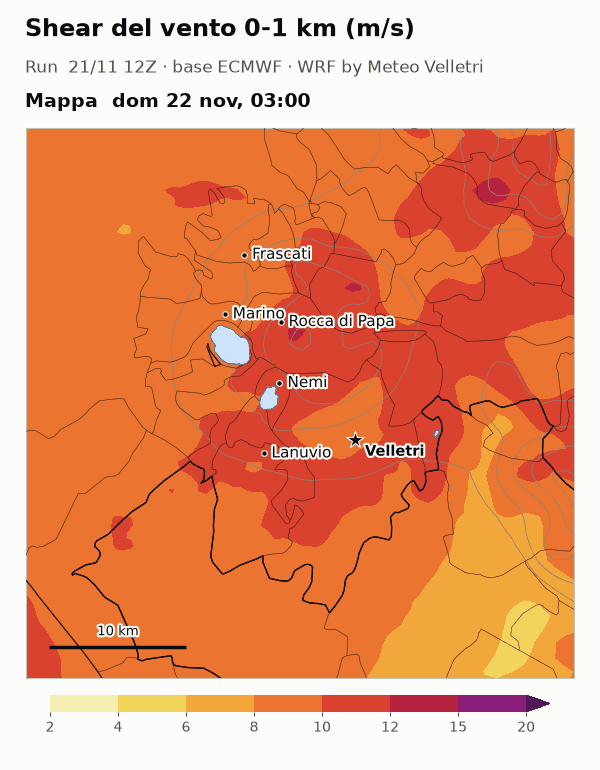 Shear del vento 0-1 km (m/s)
Run  21/11 12Z · base ECMWF · WRF by Meteo Velletri
Mappa  dom 22 nov, 03:00
Frascati
Marino
Rocca di Papa
Nemi
Velletri
Lanuvio
10 km
2 4 6 8 10 12 15 20